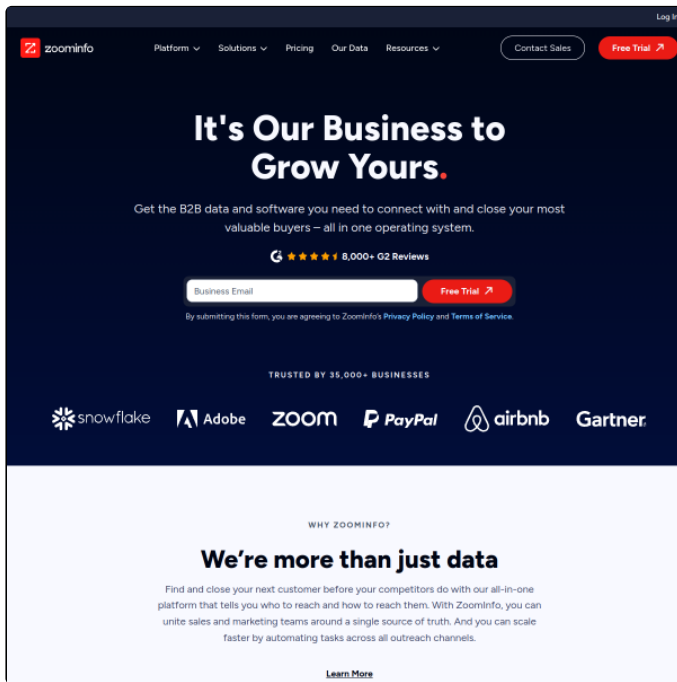 Log In
zoominfo
Platform
Solutions
Pricing
Our Data
Resources
Contact Sales
Free Trial
It's Our Business to
Grow Yours.
Get the B2B data and software you need to connect with and close your most
valuable buyers – all in one operating system.
8,000+ G2 Reviews
Business Email
Free Trial
By submitting this form, you are agreeing to ZoomInfo's Privacy Policy and Terms of Service.
TRUSTED BY 35,000+ BUSINESSES
snowflake
Adobe
zoom
PayPal
airbnb
Gartner
WHY ZOOMINFO?
We're more than just data
Find and close your next customer before your competitors do with our all-in-one
platform that tells you who to reach and how to reach them. With ZoomInfo, you can
unite sales and marketing teams around a single source of truth. And you can scale
faster by automating tasks across all outreach channels.
Learn More